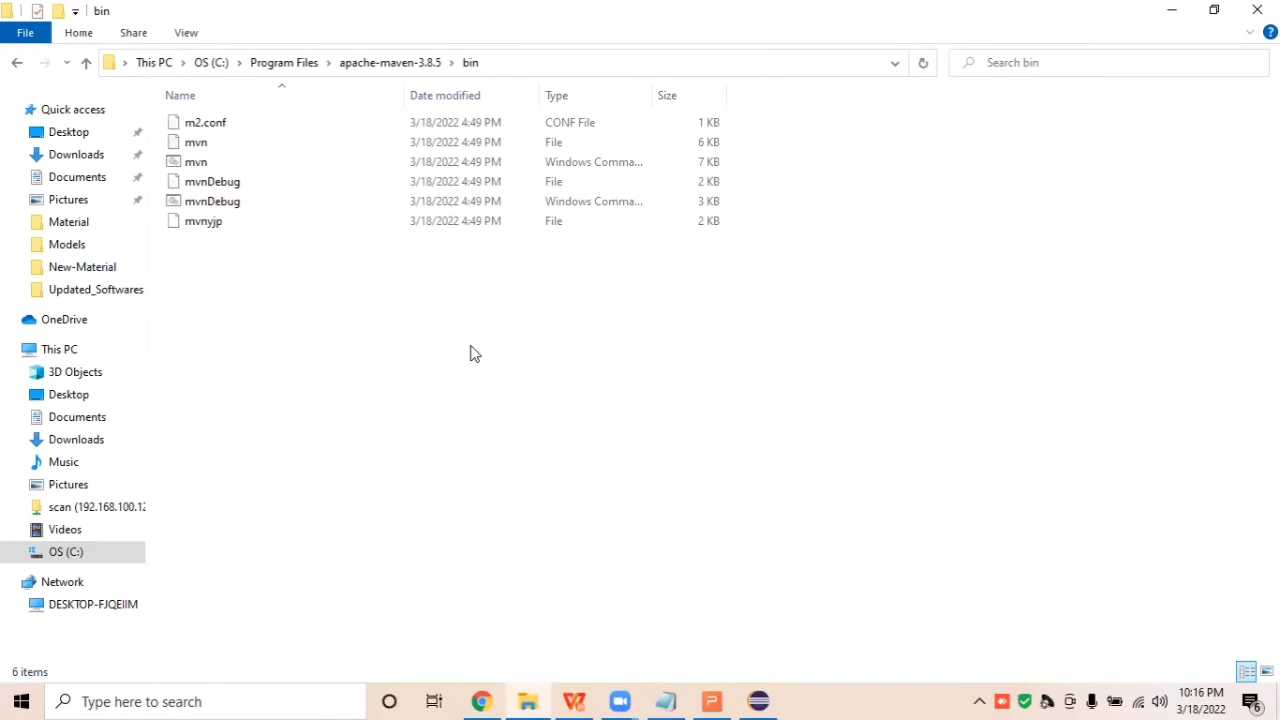 bin
File Home Share View
This PC OS (C:) Program Files apache-maven-3.8.5 bin Search bin
Name Date modified Type Size
Quick access
Desktop
Downloads
Documents
Pictures
Material
Models
New-Material
Updated_Softwares
OneDrive
This PC
3D Objects
Desktop
Documents
Downloads
Music
Pictures
scan (192.168.100.12
Videos
OS (C:)
Network
DESKTOP-FJQEIIM
m2.conf 3/18/2022 4:49 PM CONF File 1 KB
mvn 3/18/2022 4:49 PM File 6 KB
mvn 3/18/2022 4:49 PM Windows Comma... 7 KB
mvnDebug 3/18/2022 4:49 PM File 2 KB
mvnDebug 3/18/2022 4:49 PM Windows Comma... 3 KB
mvnyjp 3/18/2022 4:49 PM File 2 KB
6 items
Type here to search
10:16 PM
3/18/2022
6